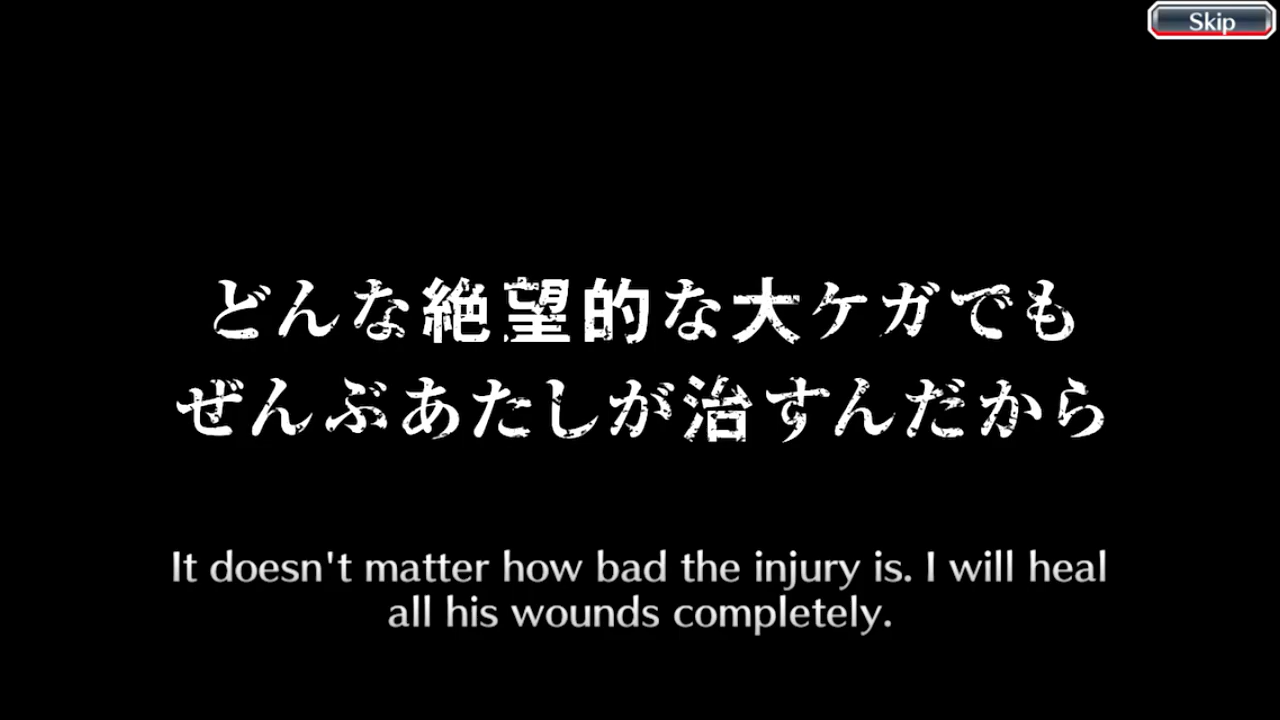 Skip
どんな絶望的な大ケガでも
ぜんぶあたしが治すんだから
It doesn't matter how bad the injury is. I will heal
all his wounds completely.